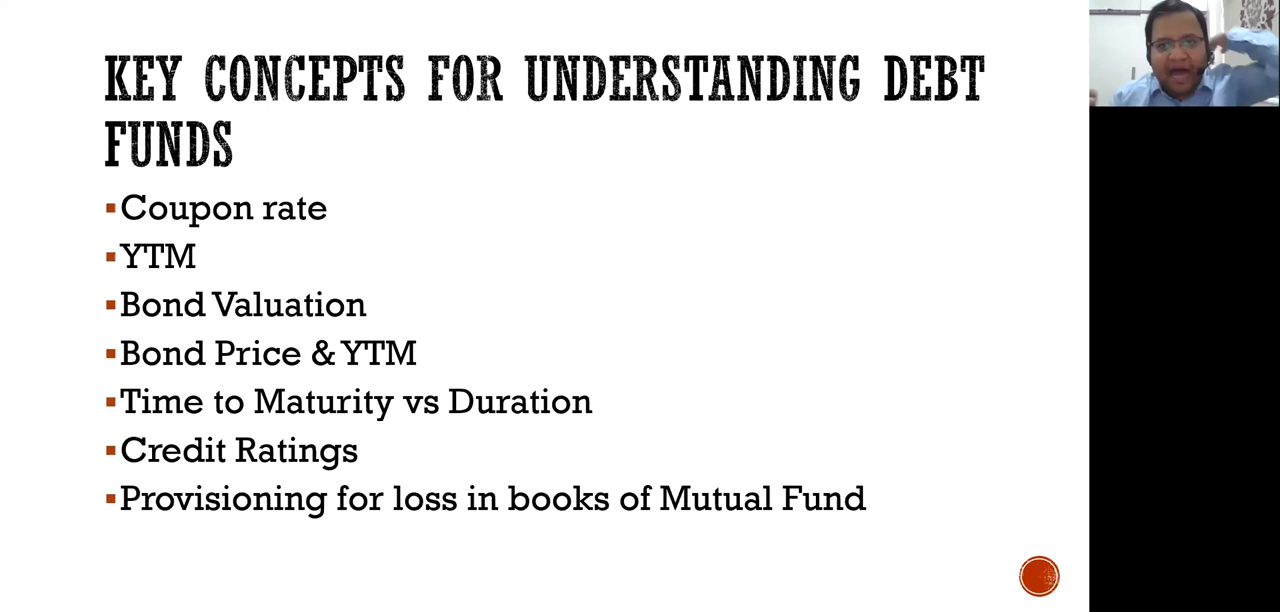 KEY CONCEPTS FOR UNDERSTANDING DEBT
FUNDS
▪Coupon rate
▪YTM
▪Bond Valuation
▪Bond Price & YTM
▪Time to Maturity vs Duration
▪Credit Ratings
▪Provisioning for loss in books of Mutual Fund